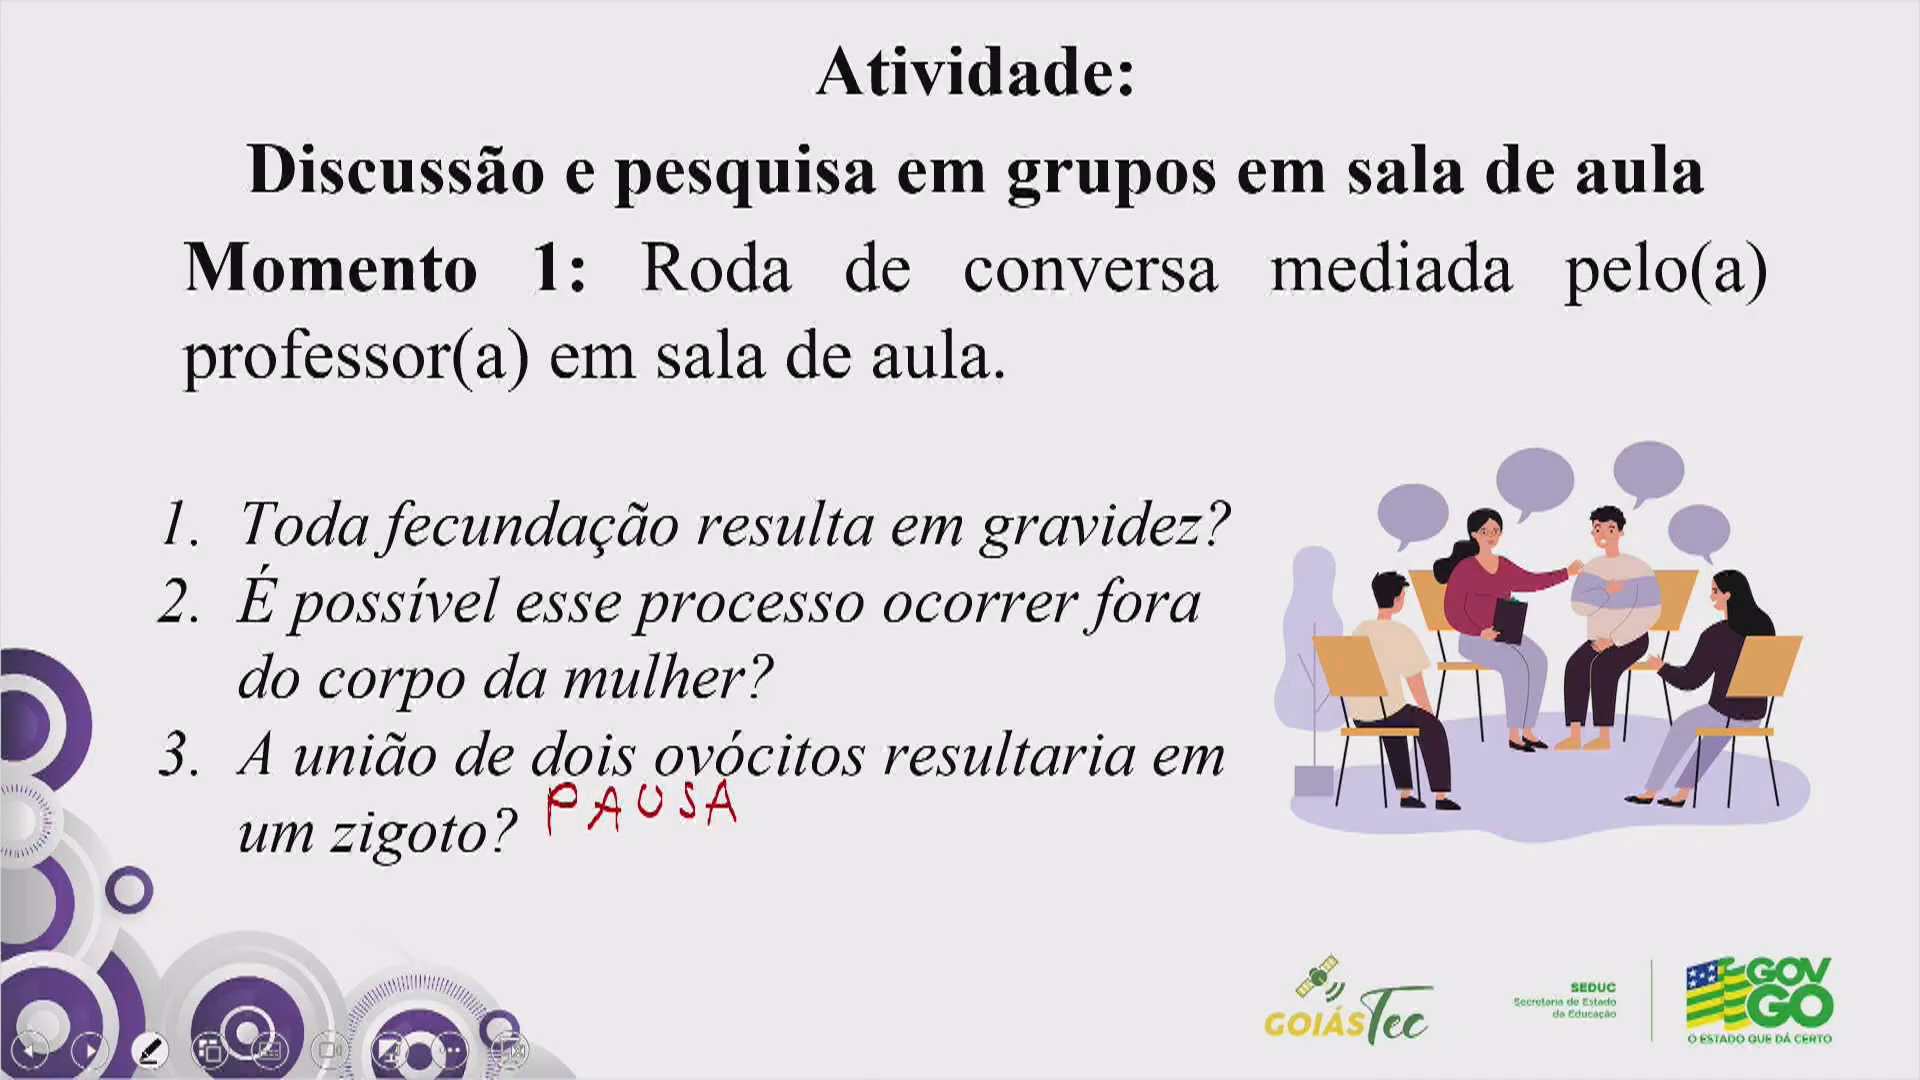 Atividade:
Discussão e pesquisa em grupos em sala de aula
Momento 1: Roda de conversa mediada pelo(a)
professor(a) em sala de aula.
1. Toda fecundação resulta em gravidez?
2. É possível esse processo ocorrer fora
do corpo da mulher?
3. A união de dois ovócitos resultaria em
um zigoto?
PAUSA
GOIÁS Tec
SEDUC
Secretaria de Estado
da Educação
GOV
GO
O ESTADO QUE DÁ CERTO